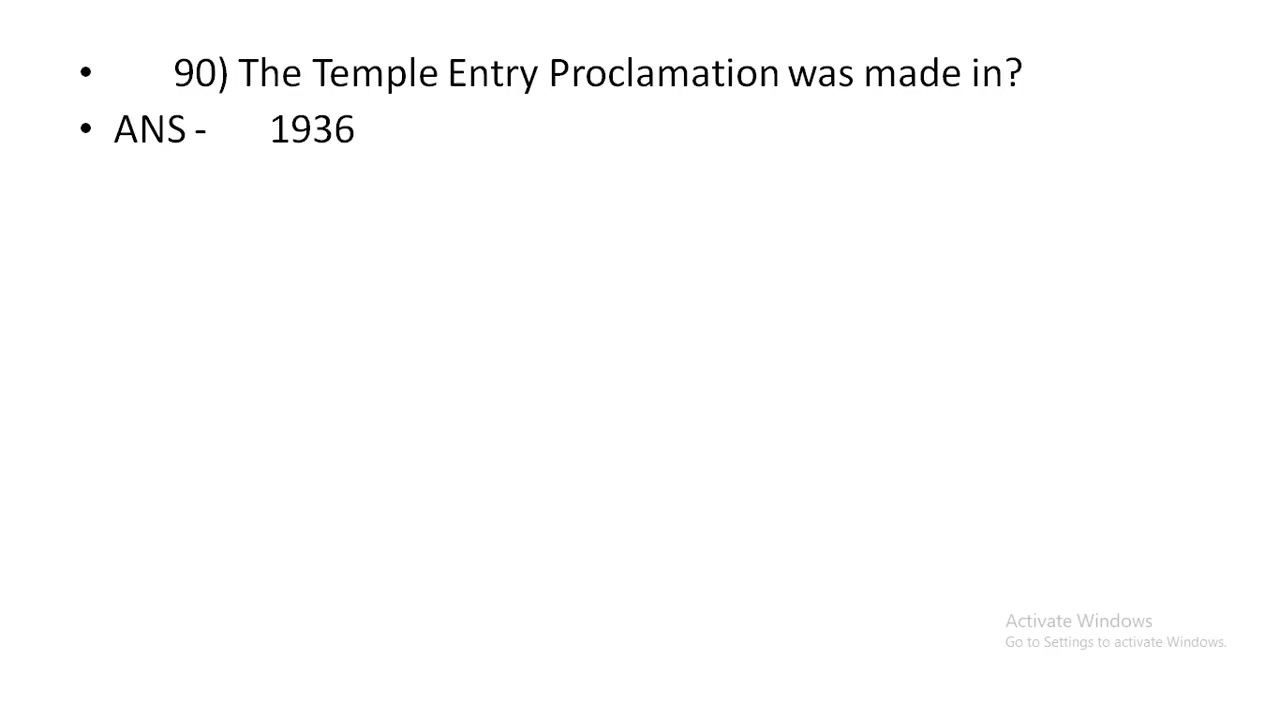 • 90) The Temple Entry Proclamation was made in?
• ANS - 1936
Activate Windows
Go to Settings to activate Windows.